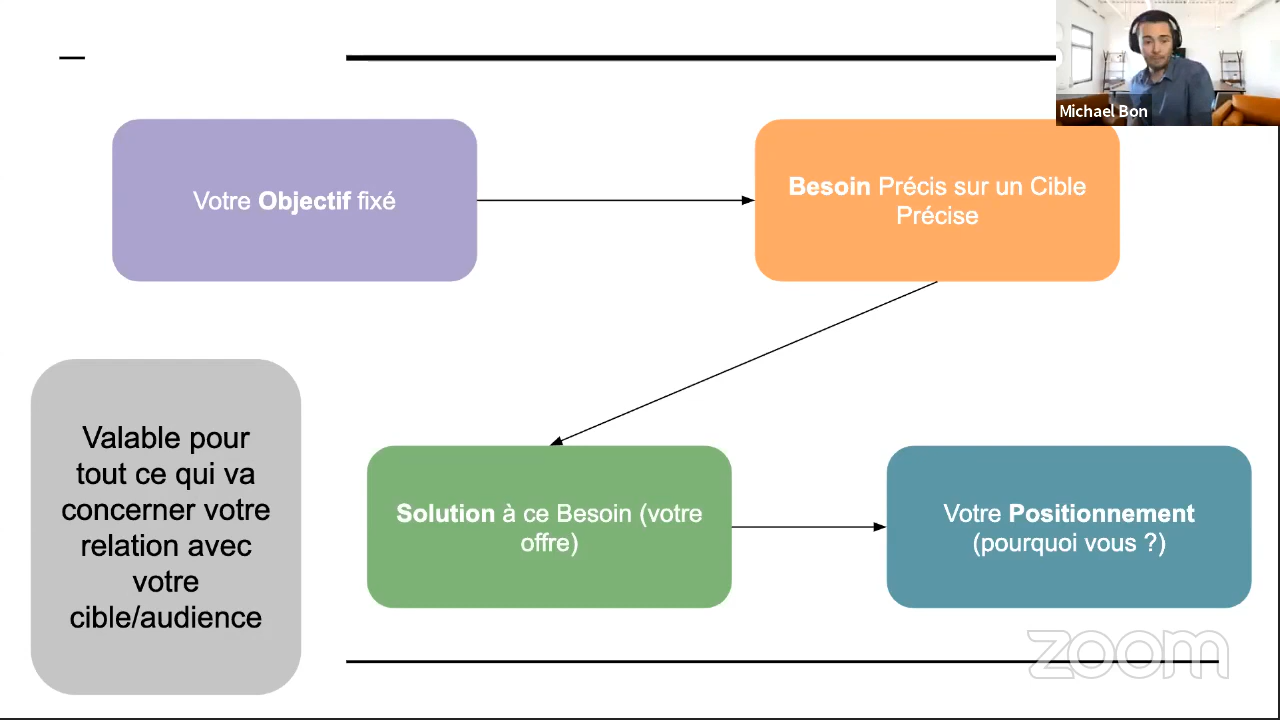 Michael Bon
Votre Objectif fixé
Besoin Précis sur un Cible
Précise
Valable pour
tout ce qui va
concerner votre
relation avec
votre
cible/audience
Solution à ce Besoin (votre
offre)
Votre Positionnement
(pourquoi vous ?)
zoom